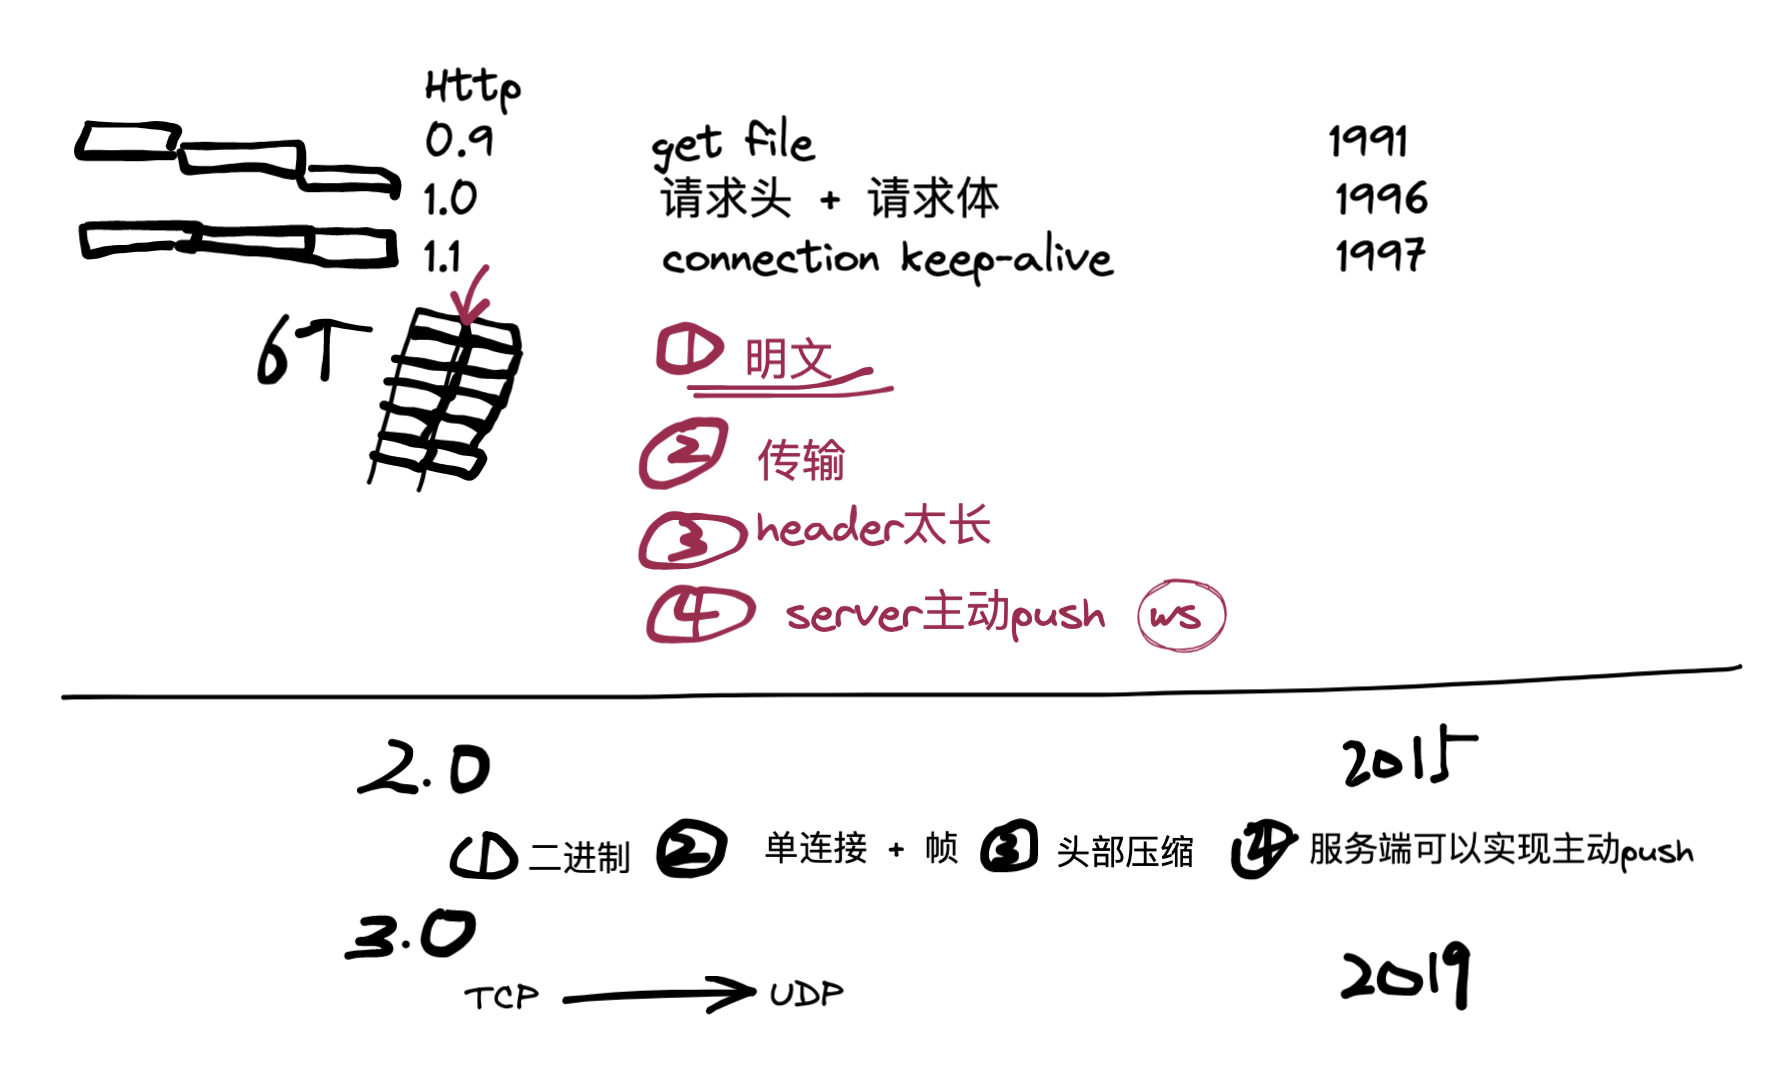 Http
0.9 get file 1991
1.0 请求头 + 请求体 1996
1.1 connection keep-alive 1997
6T
① 明文
② 传输
③ header太长
④ server主动push ws
2.0 2015
① 二进制 ② 单连接 + 帧 ③ 头部压缩 ④ 服务端可以实现主动push
3.0 2019
TCP → UDP